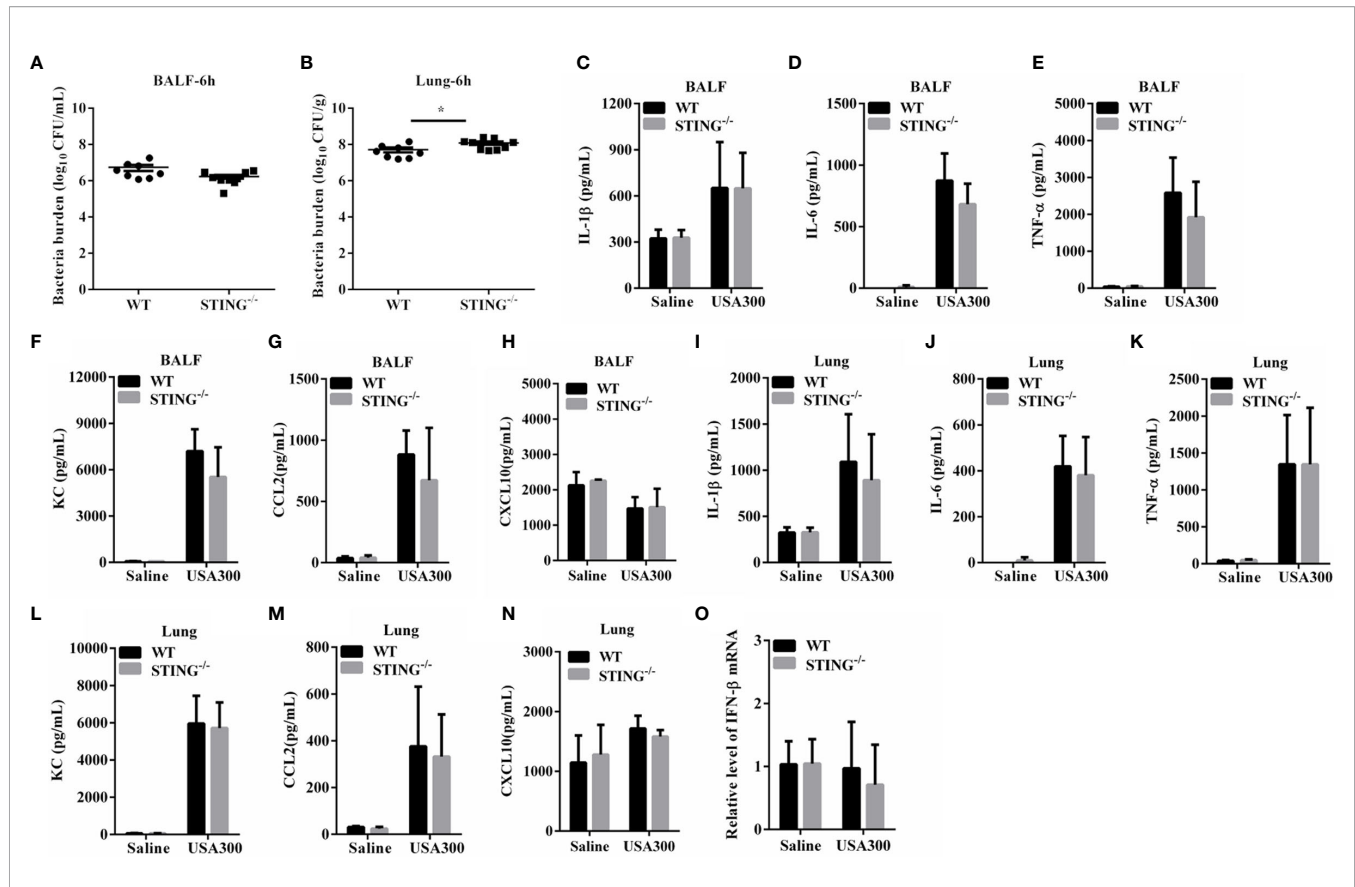 A
BALF-6h
Bacteria burden (log10 CFU/mL)
10
8
6
4
2
0
WT
STING-/-
B
Lung-6h
*
Bacteria burden (log10 CFU/g)
10
8
6
4
2
0
WT
STING-/-
C
BALF
WT
STING-/-
IL-1β (pg/mL)
1200
900
600
300
0
Saline
USA300
D
BALF
WT
STING-/-
IL-6 (pg/mL)
1500
1000
500
0
Saline
USA300
E
BALF
WT
STING-/-
TNF-α (pg/mL)
5000
4000
3000
2000
1000
0
Saline
USA300
F
BALF
WT
STING-/-
KC (pg/mL)
12000
9000
6000
3000
0
Saline
USA300
G
BALF
WT
STING-/-
CCL2(pg/mL)
1500
1000
500
0
Saline
USA300
H
BALF
WT
STING-/-
CXCL10(pg/mL)
5000
4000
3000
2000
1000
0
Saline
USA300
I
Lung
WT
STING-/-
IL-1β (pg/mL)
2000
1500
1000
500
0
Saline
USA300
J
Lung
WT
STING-/-
IL-6 (pg/mL)
800
600
400
200
0
Saline
USA300
K
Lung
WT
STING-/-
TNF-α (pg/mL)
2500
2000
1500
1000
500
0
Saline
USA300
L
Lung
WT
STING-/-
KC (pg/mL)
10000
8000
6000
4000
2000
0
Saline
USA300
M
Lung
WT
STING-/-
CCL2(pg/mL)
800
600
400
200
0
Saline
USA300
N
Lung
WT
STING-/-
CXCL10(pg/mL)
3000
2000
1000
0
Saline
USA300
O
WT
STING-/-
Relative level of IFN-β mRNA
3
2
1
0
Saline
USA300